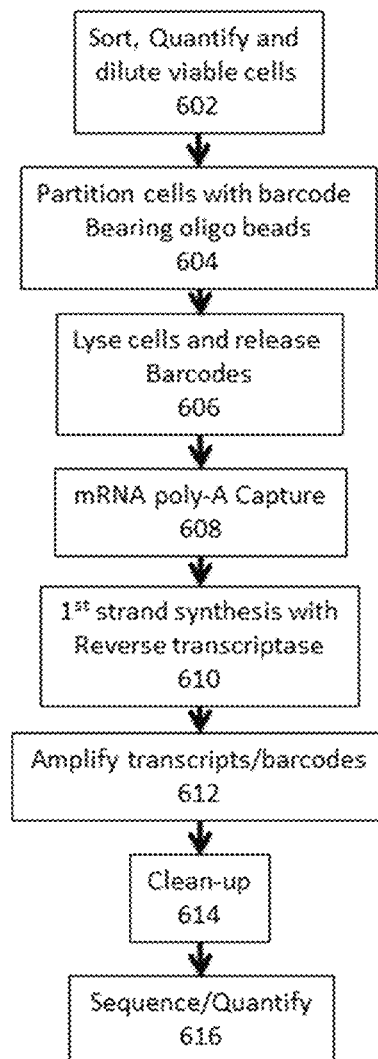 Sort, Quantify and
dilute viable cells
602
Partition cells with barcode
Bearing oligo beads
604
Lyse cells and release
Barcodes
606
mRNA poly-A Capture
608
1st strand synthesis with
Reverse transcriptase
610
Amplify transcripts/barcodes
612
Clean-up
614
Sequence/Quantify
616